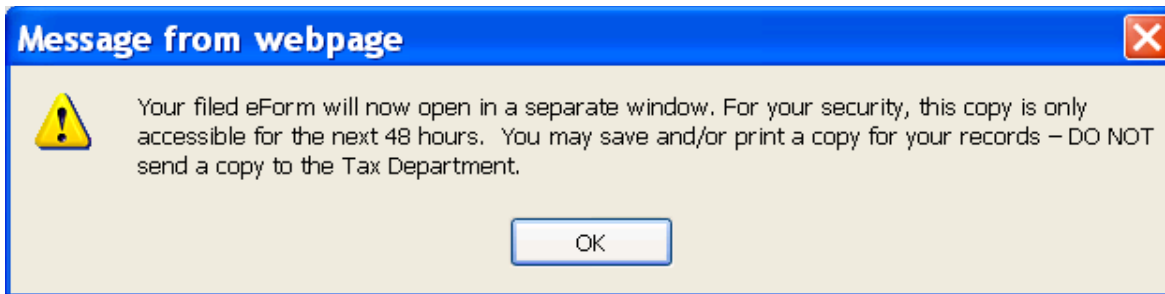 Message from webpage
Your filed eForm will now open in a separate window. For your security, this copy is only
accessible for the next 48 hours.  You may save and/or print a copy for your records – DO NOT
send a copy to the Tax Department.
OK